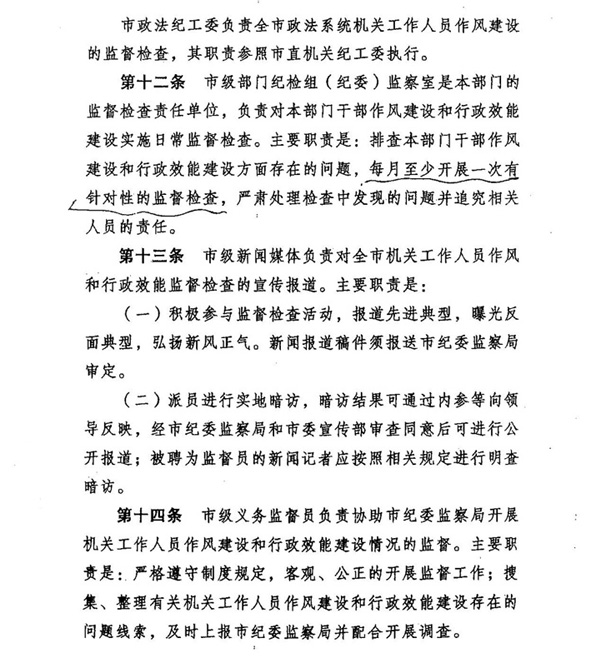 市政法纪工委负责全市政法系统机关工作人员作风建设
的监督检查，其职责参照市直机关纪工委执行。
第十二条　市级部门纪检组（纪委）监察室是本部门的
监督检查责任单位，负责对本部门干部作风建设和行政效能
建设实施日常监督检查。主要职责是：排查本部门干部作风
建设和行政效能建设方面存在的问题，每月至少开展一次有
针对性的监督检查，严肃处理检查中发现的问题并追究相关
人员的责任。
第十三条　市级新闻媒体负责对全市机关工作人员作风
和行政效能监督检查的宣传报道。主要职责是：
（一）积极参与监督检查活动，报道先进典型，曝光反
面典型，弘扬新风正气。新闻报道稿件须报送市纪委监察局
审定。
（二）派员进行实地暗访，暗访结果可通过内参等向领
导反映，经市纪委监察局和市委宣传部审查同意后可进行公
开报道；被聘为监督员的新闻记者应按照相关规定进行明查
暗访。
第十四条　市级义务监督员负责协助市纪委监察局开展
机关工作人员作风建设和行政效能建设情况的监督。主要职
责是：严格遵守制度规定，客观、公正的开展监督工作；搜
集、整理有关机关工作人员作风建设和行政效能建设存在的
问题线索，及时上报市纪委监察局并配合开展调查。